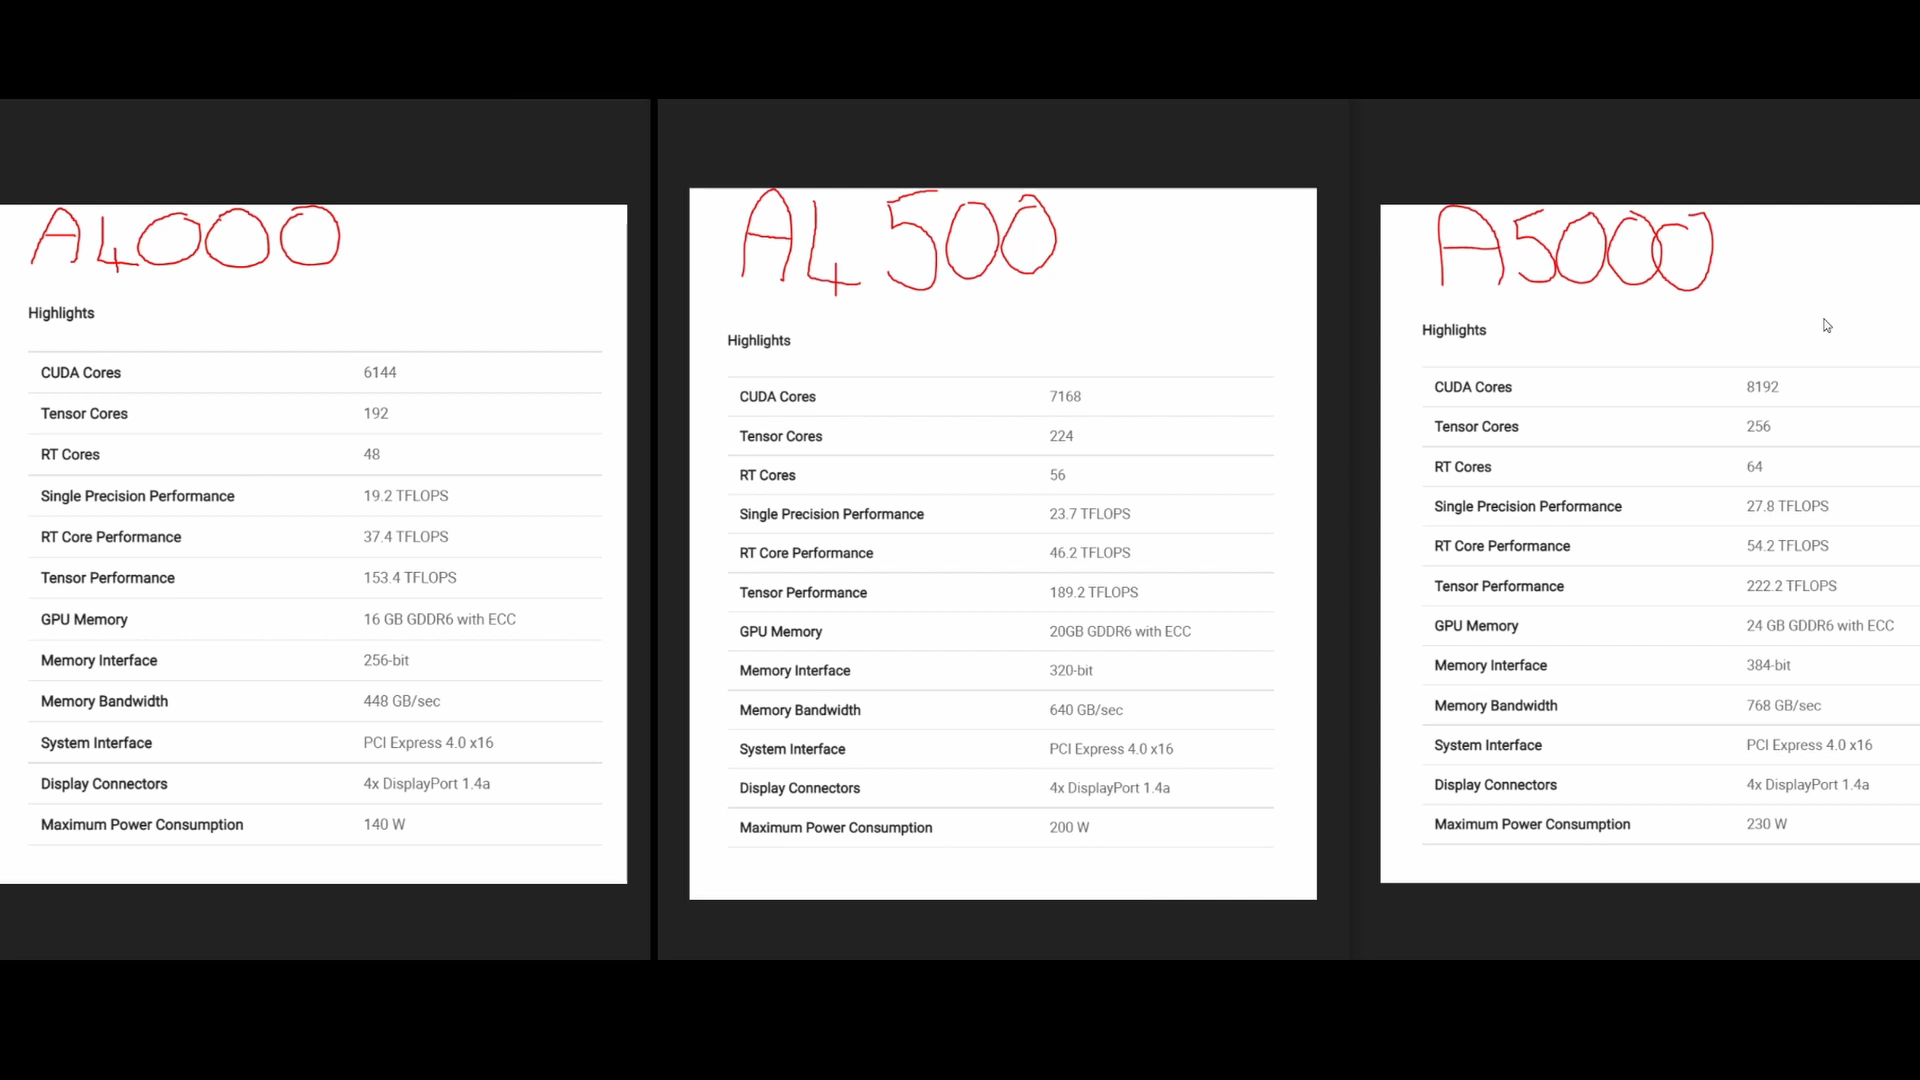 A4000
Highlights
CUDA Cores 6144
Tensor Cores 192
RT Cores 48
Single Precision Performance 19.2 TFLOPS
RT Core Performance 37.4 TFLOPS
Tensor Performance 153.4 TFLOPS
GPU Memory 16 GB GDDR6 with ECC
Memory Interface 256-bit
Memory Bandwidth 448 GB/sec
System Interface PCI Express 4.0 x16
Display Connectors 4x DisplayPort 1.4a
Maximum Power Consumption 140 W
A4500
Highlights
CUDA Cores 7168
Tensor Cores 224
RT Cores 56
Single Precision Performance 23.7 TFLOPS
RT Core Performance 46.2 TFLOPS
Tensor Performance 189.2 TFLOPS
GPU Memory 20GB GDDR6 with ECC
Memory Interface 320-bit
Memory Bandwidth 640 GB/sec
System Interface PCI Express 4.0 x16
Display Connectors 4x DisplayPort 1.4a
Maximum Power Consumption 200 W
A5000
Highlights
CUDA Cores 8192
Tensor Cores 256
RT Cores 64
Single Precision Performance 27.8 TFLOPS
RT Core Performance 54.2 TFLOPS
Tensor Performance 222.2 TFLOPS
GPU Memory 24 GB GDDR6 with ECC
Memory Interface 384-bit
Memory Bandwidth 768 GB/sec
System Interface PCI Express 4.0 x16
Display Connectors 4x DisplayPort 1.4a
Maximum Power Consumption 230 W